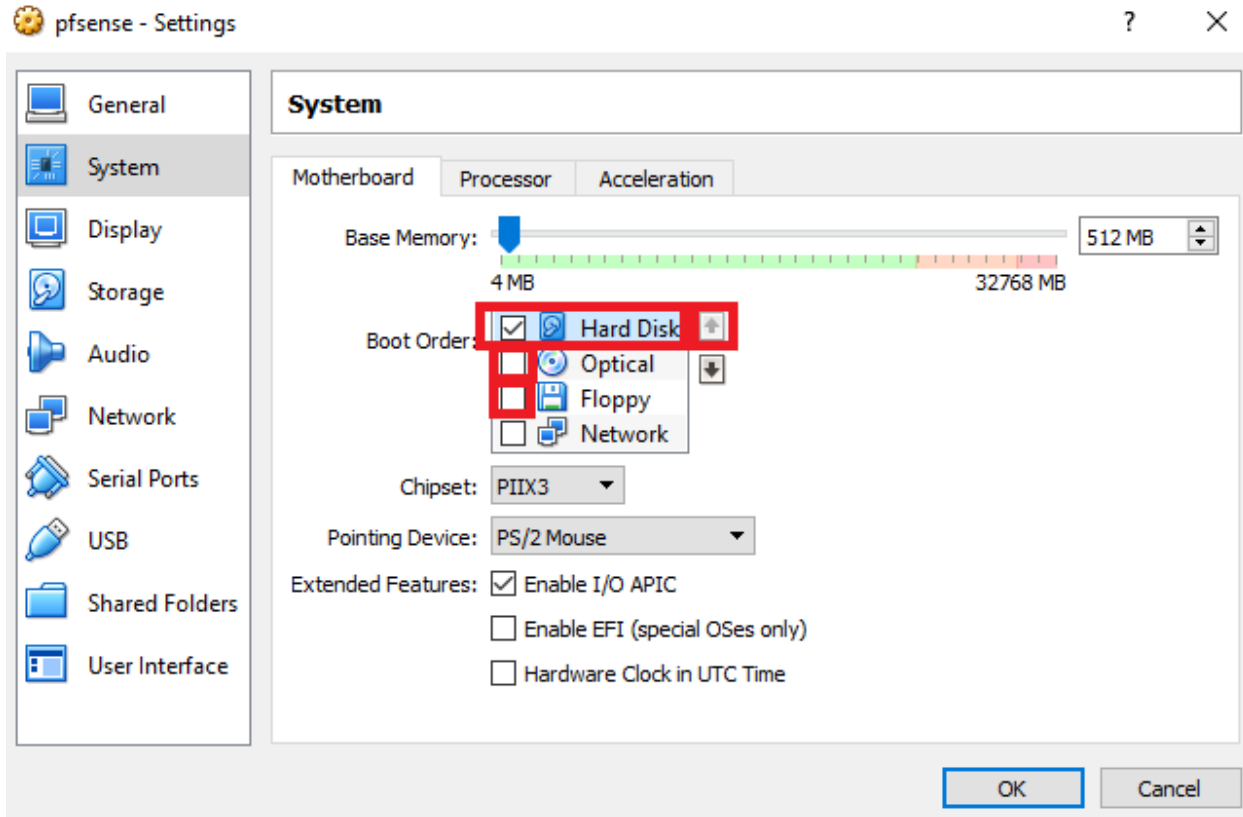 pfsense - Settings ? ×
General
System
Display
Storage
Audio
Network
Serial Ports
USB
Shared Folders
User Interface
System
Motherboard Processor Acceleration
Base Memory: 512 MB
4 MB 32768 MB
Boot Order: Hard Disk
Optical
Floppy
Network
Chipset: PIIX3
Pointing Device: PS/2 Mouse
Extended Features: Enable I/O APIC
Enable EFI (special OSes only)
Hardware Clock in UTC Time
OK Cancel